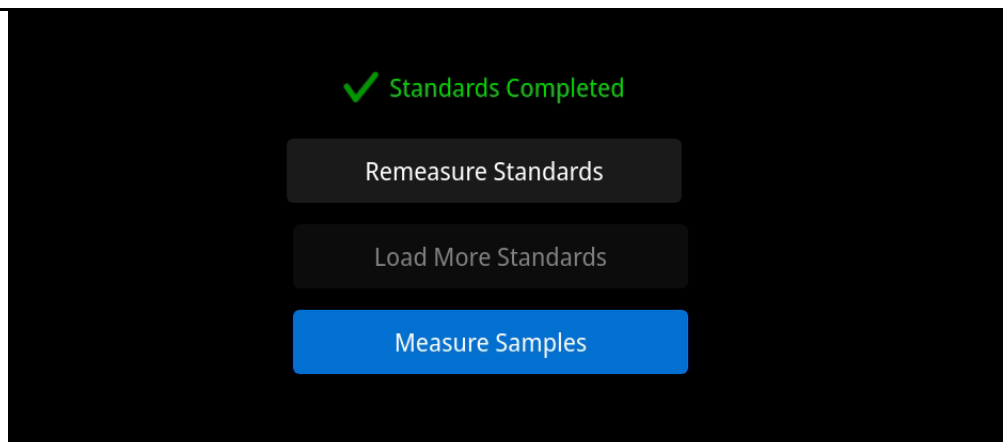 Standards Completed
Remeasure Standards
Load More Standards
Measure Samples